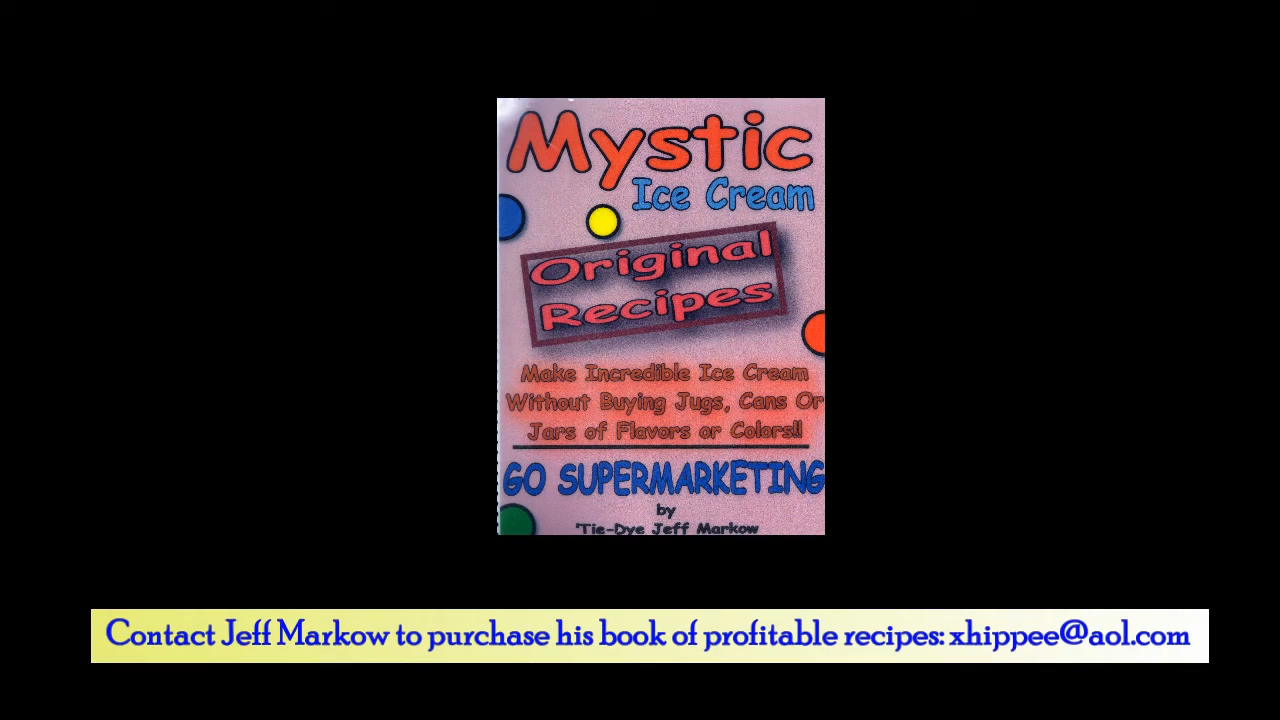 Mystic
Ice Cream
Original
Recipes
Make Incredible Ice Cream
Without Buying Jugs, Cans Or
Jars of Flavors or Colors!!
GO SUPERMARKETING
by
'Tie-Dye Jeff Markow
Contact Jeff Markow to purchase his book of profitable recipes: xhippee@aol.com